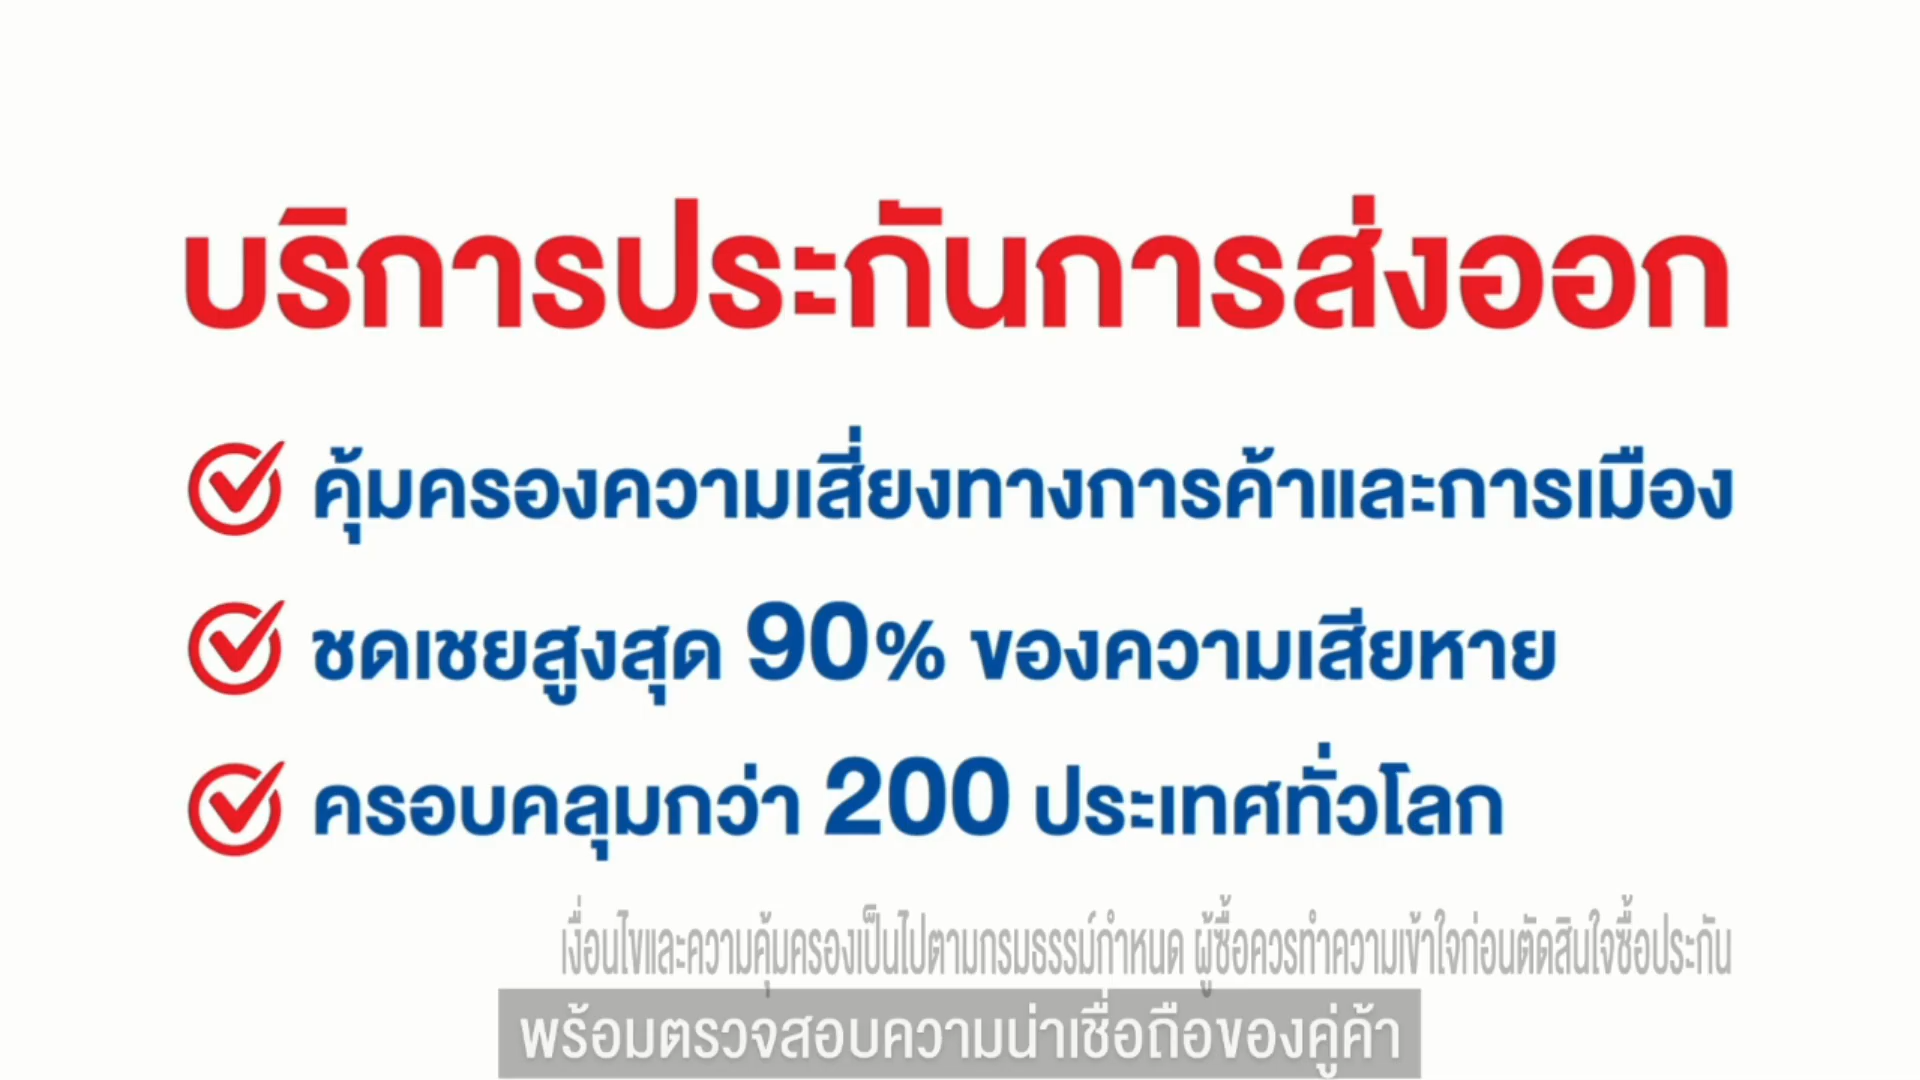 บริการประกันการส่งออก
คุ้มครองความเสี่ยงทางการค้าและการเมือง
ชดเชยสูงสุด 90% ของความเสียหาย
ครอบคลุมกว่า 200 ประเทศทั่วโลก
เงื่อนไขและความคุ้มครองเป็นไปตามกรมธรรม์กำหนด ผู้ซื้อควรทำความเข้าใจก่อนตัดสินใจซื้อประกัน
พร้อมตรวจสอบความน่าเชื่อถือของคู่ค้า